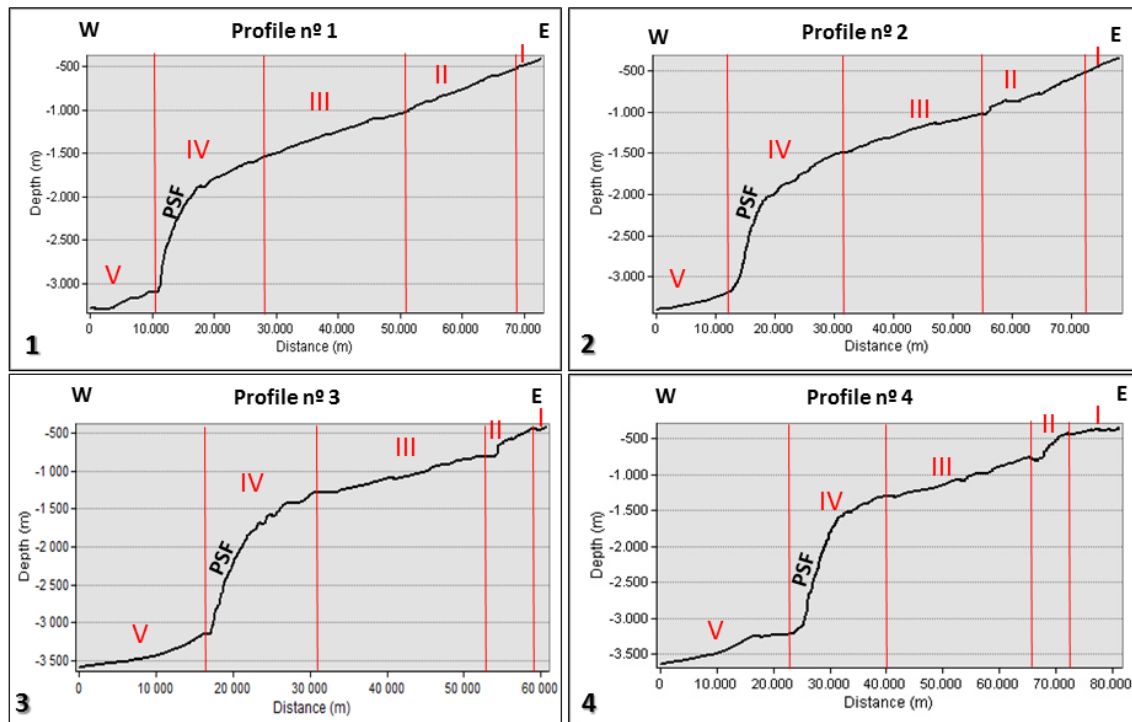 W Profile nº 1 E
I
II
III
IV
PSF
V
-500
-1.000
-1.500
-2.000
-2.500
-3.000
Depth (m)
0 10.000 20.000 30.000 40.000 50.000 60.000 70.000
Distance (m)
1
W Profile nº 2 E
I
II
III
IV
PSF
V
-500
-1.000
-1.500
-2.000
-2.500
-3.000
Depth (m)
0 10.000 20.000 30.000 40.000 50.000 60.000 70.000
Distance (m)
2
W Profile nº 3 E
I
II
III
IV
PSF
V
-500
-1 000
-1 500
-2 000
-2 500
-3 000
-3 500
Depth (m)
0 10 000 20 000 30 000 40 000 50 000 60 000
Distance (m)
3
W Profile nº 4 E
I
II
III
IV
PSF
V
-500
-1.000
-1.500
-2.000
-2.500
-3.000
-3.500
Depth (m)
0 10.000 20.000 30.000 40.000 50.000 60.000 70.000 80.000
Distance (m)
4